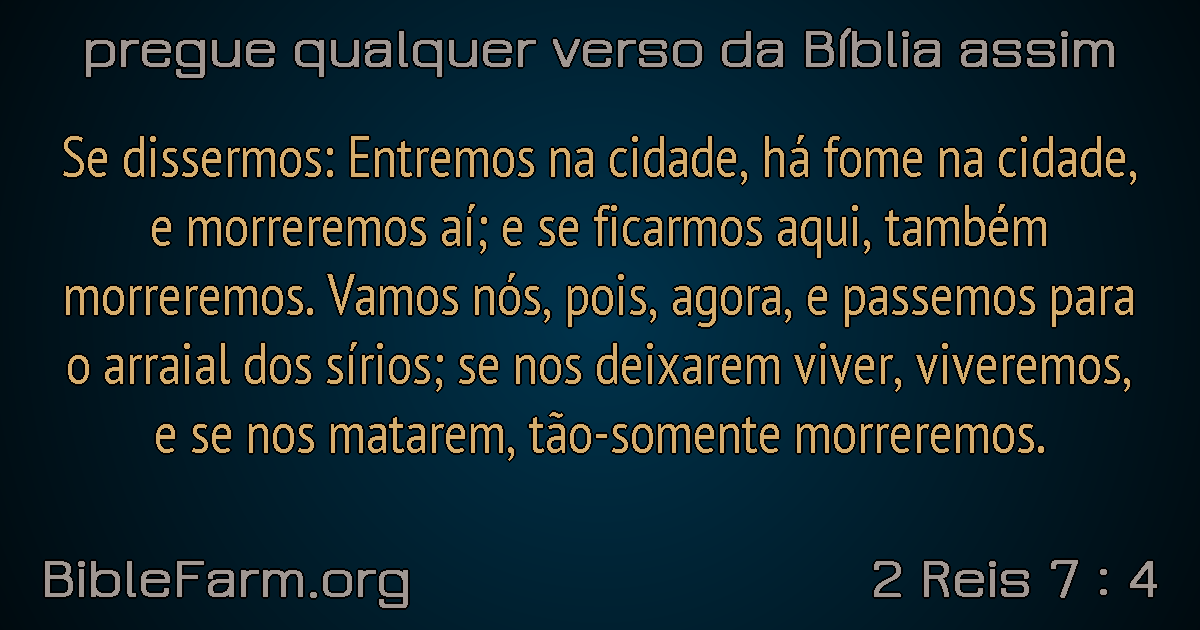 pregue qualquer verso da Bíblia assim
Se dissermos: Entremos na cidade, há fome na cidade,
e morreremos aí; e se ficarmos aqui, também
morreremos. Vamos nós, pois, agora, e passemos para
o arraial dos sírios; se nos deixarem viver, viveremos,
e se nos matarem, tão-somente morreremos.
BibleFarm.org
2 Reis 7 : 4